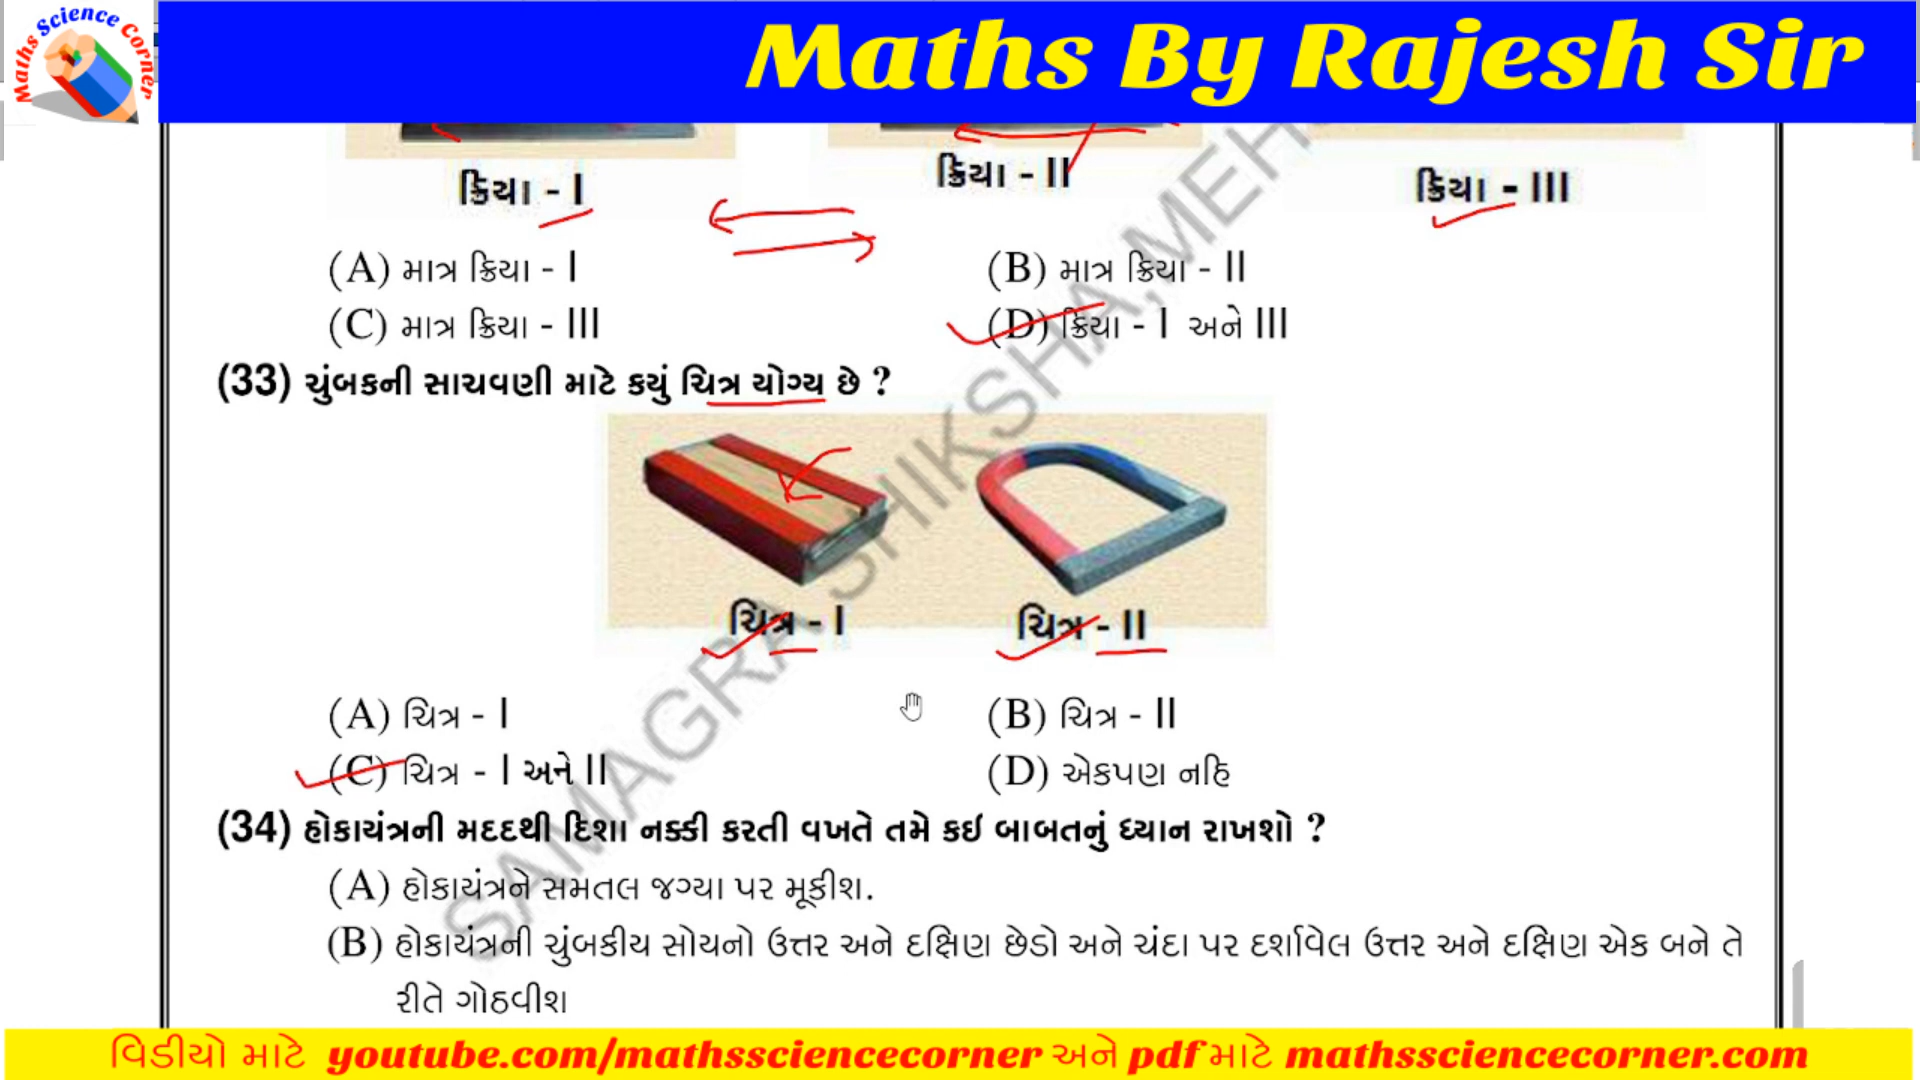 Maths Science Corner
Maths By Rajesh Sir
ક્રિયા - I
ક્રિયા - II
ક્રિયા - III
(A) માત્ર ક્રિયા - I
(B) માત્ર ક્રિયા - II
(C) માત્ર ક્રિયા - III
(D) ક્રિયા - I અને III
(33) ચુંબકની સાચવણી માટે કયું ચિત્ર યોગ્ય છે ?
ચિત્ર - I
ચિત્ર - II
(A) ચિત્ર - I
(B) ચિત્ર - II
(C) ચિત્ર - I અને II
(D) એકપણ નહિ
(34) હોકાયંત્રની મદદથી દિશા નક્કી કરતી વખતે તમે કઇ બાબતનું ધ્યાન રાખશો ?
(A) હોકાયંત્રને સમતલ જગ્યા પર મૂકીશ.
(B) હોકાયંત્રની ચુંબકીય સોયનો ઉત્તર અને દક્ષિણ છેડો અને ચંદા પર દર્શાવેલ ઉત્તર અને દક્ષિણ એક બને તે
રીતે ગોઠવીશ
SAMAGRA SHIKSHA,MEH
વિડીયો માટે youtube.com/mathssciencecorner અને pdf માટે mathssciencecorner.com